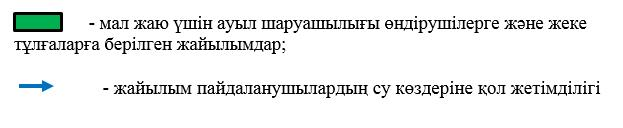 - мал жаю үшін ауыл шаруашылығы өндірушілерге және жеке
тұлғаларға берілген жайылымдар;
- жайылым пайдаланушылардың су көздеріне қол жетімділігі